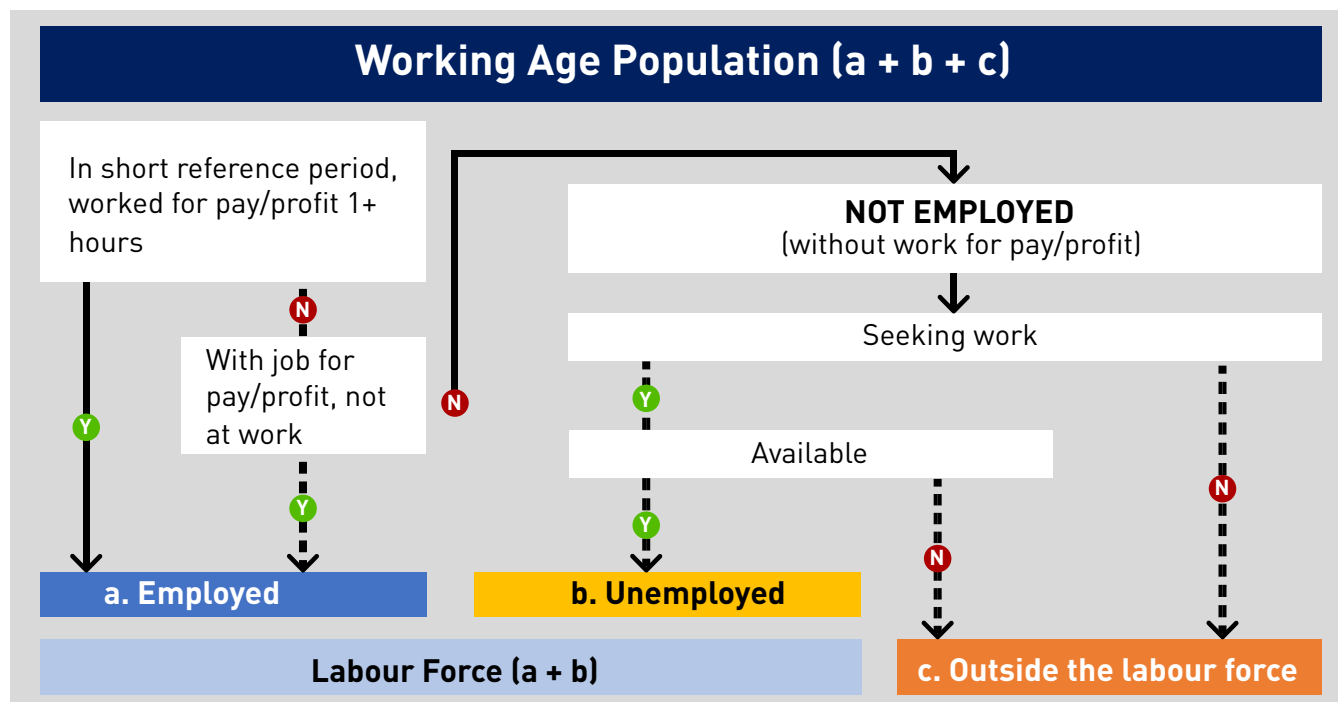 Working Age Population (a + b + c)
In short reference period,
worked for pay/profit 1+
hours
N
With job for
pay/profit, not
at work
Y
Y
N
NOT EMPLOYED
(without work for pay/profit)
Seeking work
Y
N
Available
Y
N
a. Employed
b. Unemployed
Labour Force (a + b)
c. Outside the labour force